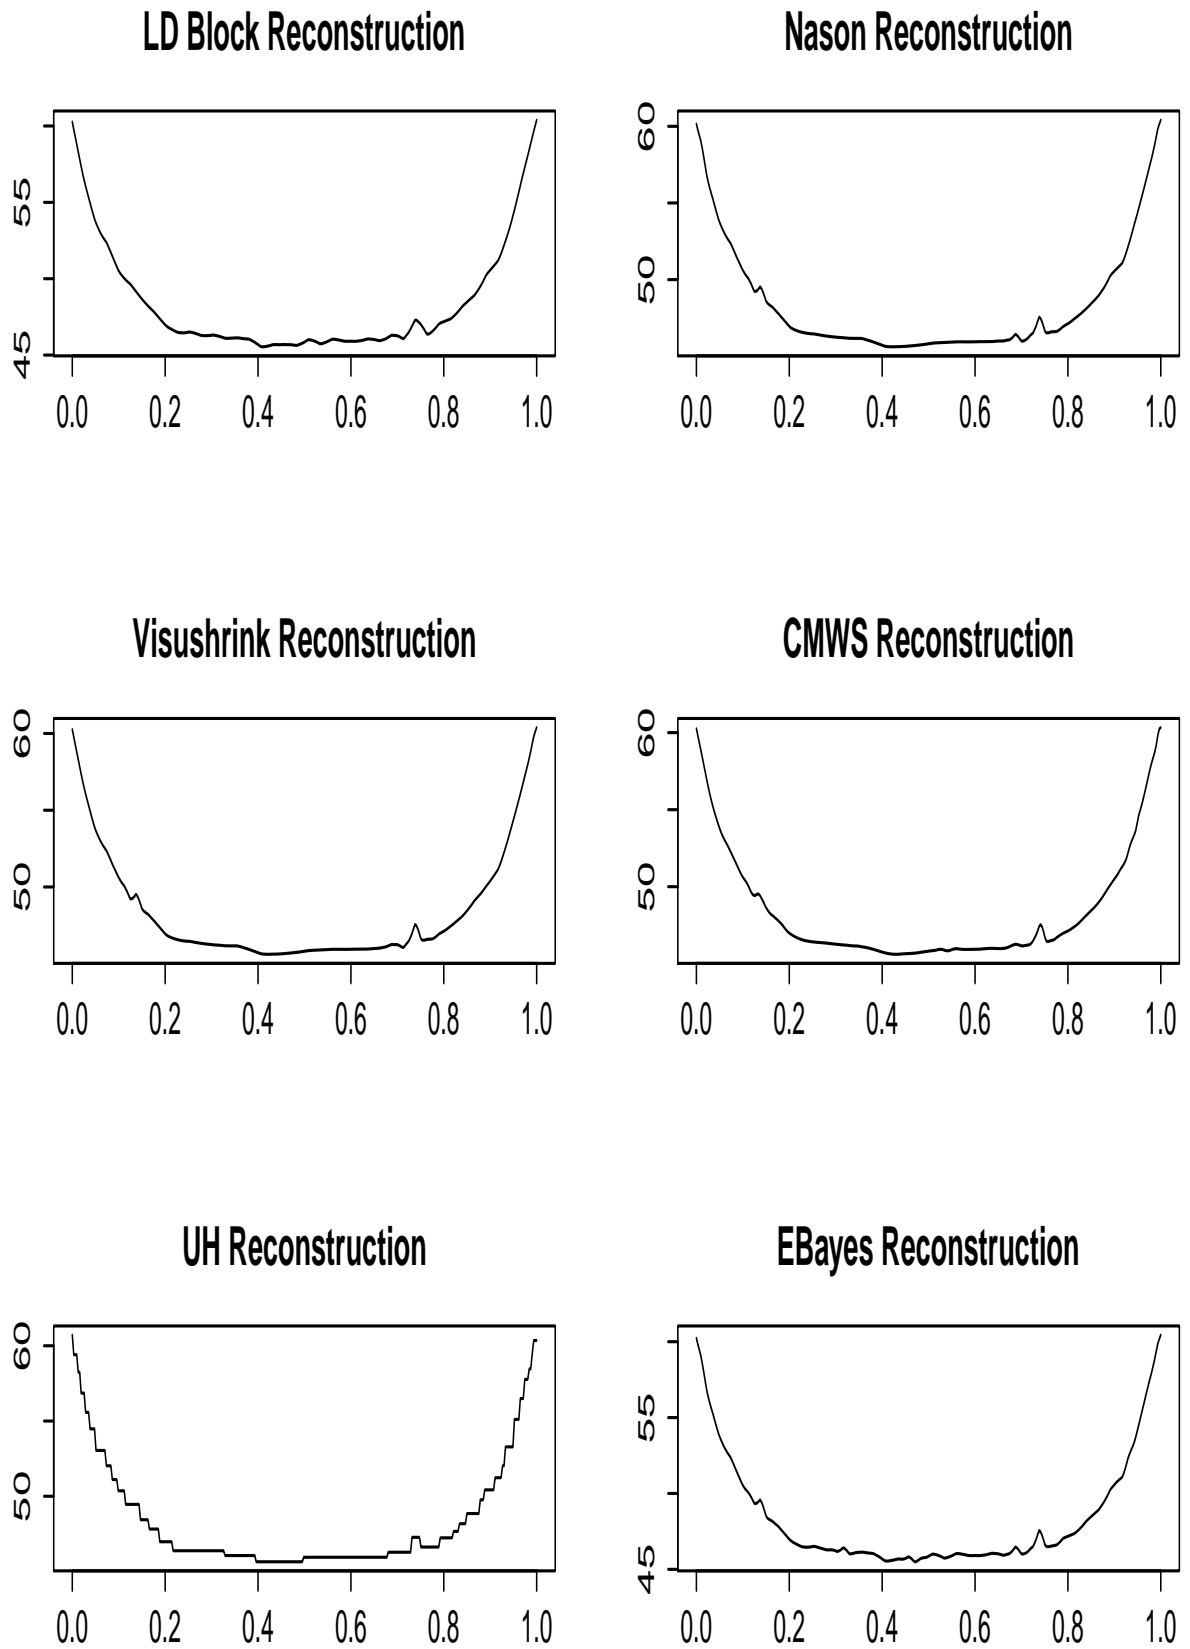 LD Block Reconstruction
55
45
0.0 0.2 0.4 0.6 0.8 1.0
Nason Reconstruction
60
50
0.0 0.2 0.4 0.6 0.8 1.0
Visushrink Reconstruction
60
50
0.0 0.2 0.4 0.6 0.8 1.0
CMWS Reconstruction
60
50
0.0 0.2 0.4 0.6 0.8 1.0
UH Reconstruction
60
50
0.0 0.2 0.4 0.6 0.8 1.0
EBayes Reconstruction
55
45
0.0 0.2 0.4 0.6 0.8 1.0